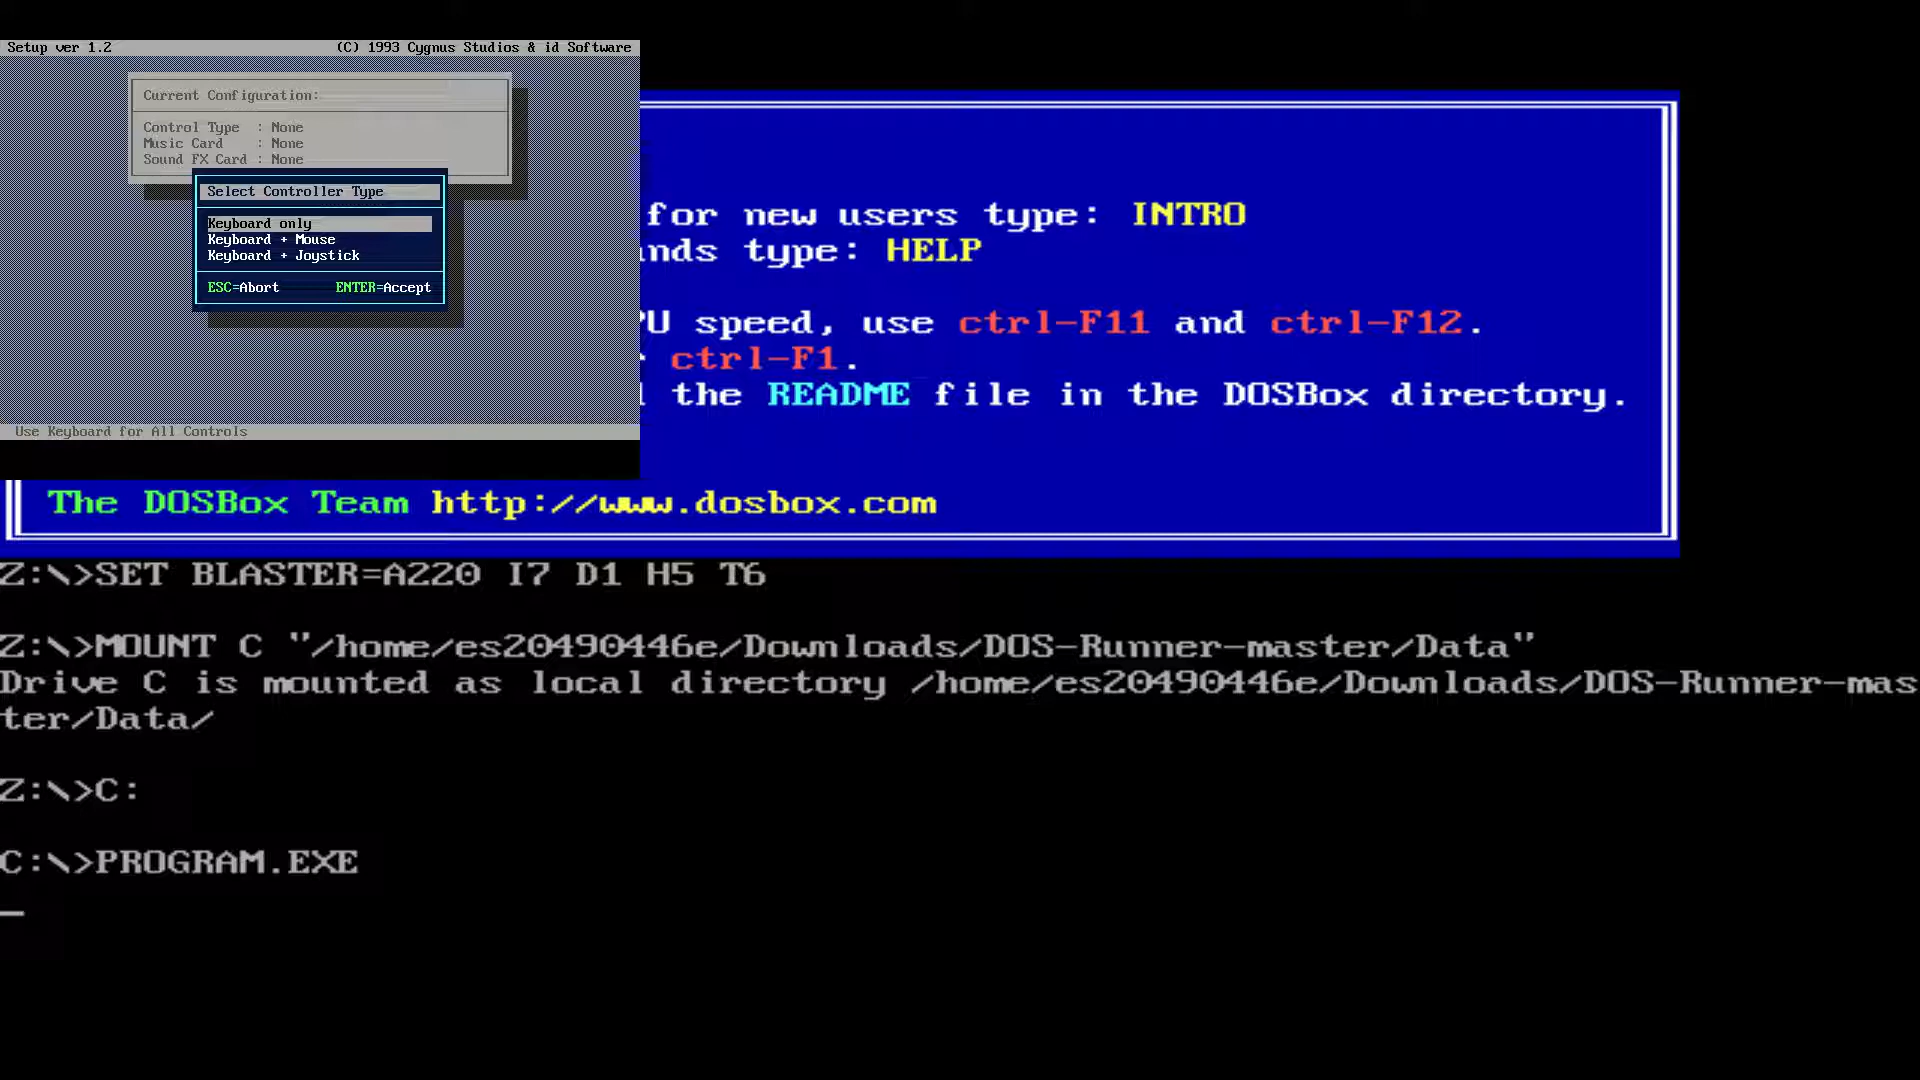 Setup ver 1.2 (C) 1993 Cygnus Studios & id Software
Current Configuration:
Control Type : None
Music Card : None
Sound FX Card : None
Select Controller Type
Keyboard only
Keyboard + Mouse
Keyboard + Joystick
ESC=Abort ENTER=Accept
Use Keyboard for All Controls
for new users type: INTRO
type: HELP
speed, use ctrl-F11 and ctrl-F12.
ctrl-F1.
the README file in the DOSBox directory.
The DOSBox Team http://www.dosbox.com
Z:\>SET BLASTER=A220 I7 D1 H5 T6
Z:\>MOUNT C "/home/es20490446e/Downloads/DOS-Runner-master/Data"
Drive C is mounted as local directory /home/es20490446e/Downloads/DOS-Runner-mas
ter/Data/
Z:\>C:
C:\>PROGRAM.EXE